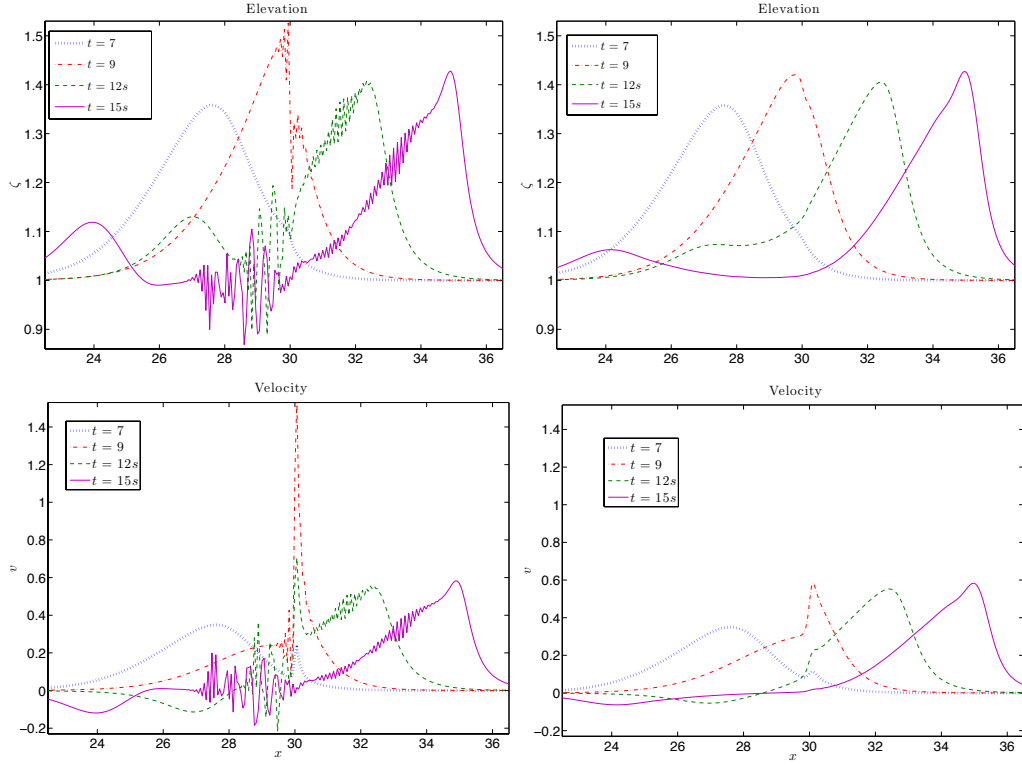 Elevation
1.5
1.4
1.3
1.2
1.1
1
0.9
ζ
t = 7
t = 9
t = 12s
t = 15s
24 26 28 30 32 34 36
Elevation
1.5
1.4
1.3
1.2
1.1
1
0.9
ζ
t = 7
t = 9
t = 12s
t = 15s
24 26 28 30 32 34 36
Velocity
1.4
1.2
1
0.8
0.6
0.4
0.2
0
−0.2
v
t = 7
t = 9
t = 12s
t = 15s
24 26 28 30 32 34 36
x
Velocity
1.4
1.2
1
0.8
0.6
0.4
0.2
0
−0.2
v
t = 7
t = 9
t = 12s
t = 15s
24 26 28 30 32 34 36
x